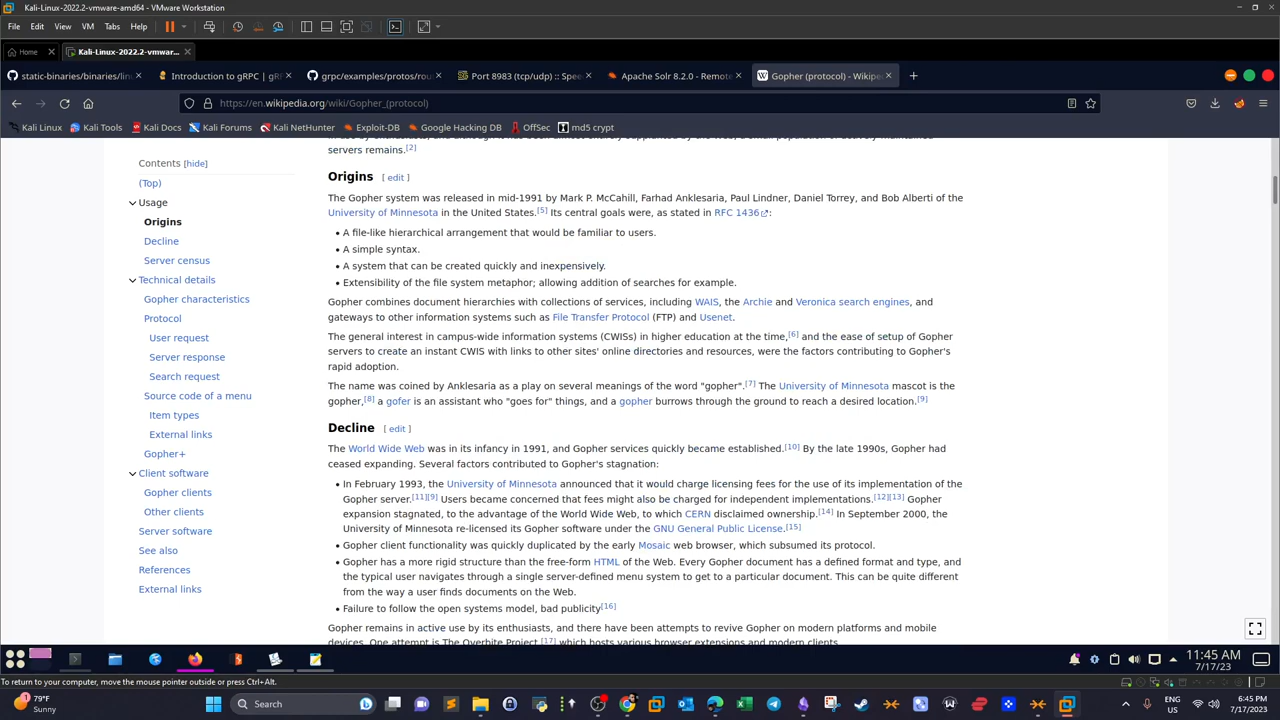 Kali-Linux-2022.2-vmware-amd64 - VMware Workstation
File Edit View VM Tabs Help
Home Kali-Linux-2022.2-vmwar...
static-binaries/binaries/lin Introduction to gRPC | gR grpc/examples/protos/rou Port 8983 (tcp/udp) :: Spe Apache Solr 8.2.0 - Remot Gopher (protocol) - Wikipe
https://en.wikipedia.org/wiki/Gopher_(protocol)
Kali Linux Kali Tools Kali Docs Kali Forums Kali NetHunter Exploit-DB Google Hacking DB OffSec md5 crypt
servers remains.[2]
Contents [hide]
(Top)
Usage
Origins
Decline
Server census
Technical details
Gopher characteristics
Protocol
User request
Server response
Search request
Source code of a menu
Item types
External links
Gopher+
Client software
Gopher clients
Other clients
Server software
See also
References
External links
Origins [ edit ]
The Gopher system was released in mid-1991 by Mark P. McCahill, Farhad Anklesaria, Paul Lindner, Daniel Torrey, and Bob Alberti of the
University of Minnesota in the United States.[5] Its central goals were, as stated in RFC 1436:
• A file-like hierarchical arrangement that would be familiar to users.
• A simple syntax.
• A system that can be created quickly and inexpensively.
• Extensibility of the file system metaphor; allowing addition of searches for example.
Gopher combines document hierarchies with collections of services, including WAIS, the Archie and Veronica search engines, and
gateways to other information systems such as File Transfer Protocol (FTP) and Usenet.
The general interest in campus-wide information systems (CWISs) in higher education at the time,[6] and the ease of setup of Gopher
servers to create an instant CWIS with links to other sites' online directories and resources, were the factors contributing to Gopher's
rapid adoption.
The name was coined by Anklesaria as a play on several meanings of the word "gopher".[7] The University of Minnesota mascot is the
gopher,[8] a gofer is an assistant who "goes for" things, and a gopher burrows through the ground to reach a desired location.[9]
Decline [ edit ]
The World Wide Web was in its infancy in 1991, and Gopher services quickly became established.[10] By the late 1990s, Gopher had
ceased expanding. Several factors contributed to Gopher's stagnation:
• In February 1993, the University of Minnesota announced that it would charge licensing fees for the use of its implementation of the
Gopher server.[11][9] Users became concerned that fees might also be charged for independent implementations.[12][13] Gopher
expansion stagnated, to the advantage of the World Wide Web, to which CERN disclaimed ownership.[14] In September 2000, the
University of Minnesota re-licensed its Gopher software under the GNU General Public License.[15]
• Gopher client functionality was quickly duplicated by the early Mosaic web browser, which subsumed its protocol.
• Gopher has a more rigid structure than the free-form HTML of the Web. Every Gopher document has a defined format and type, and
the typical user navigates through a single server-defined menu system to get to a particular document. This can be quite different
from the way a user finds documents on the Web.
• Failure to follow the open systems model, bad publicity[16]
Gopher remains in active use by its enthusiasts, and there have been attempts to revive Gopher on modern platforms and mobile
devices. One attempt is The Overbite Project,[17] which hosts various browser extensions and modern clients.
11:45 AM
7/17/23
To return to your computer, move the mouse pointer outside or press Ctrl+Alt.
79°F
Sunny
Search
ENG
US
6:45 PM
7/17/2023